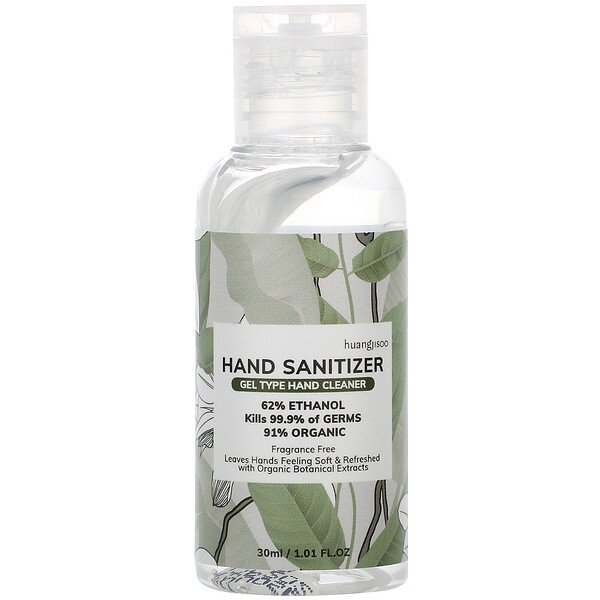 huangjisoo
HAND SANITIZER
GEL TYPE HAND CLEANER
62% ETHANOL
Kills 99.9% of GERMS
91% ORGANIC
Fragrance Free
Leaves Hands Feeling Soft & Refreshed
with Organic Botanical Extracts
30ml / 1.01 FL.OZ